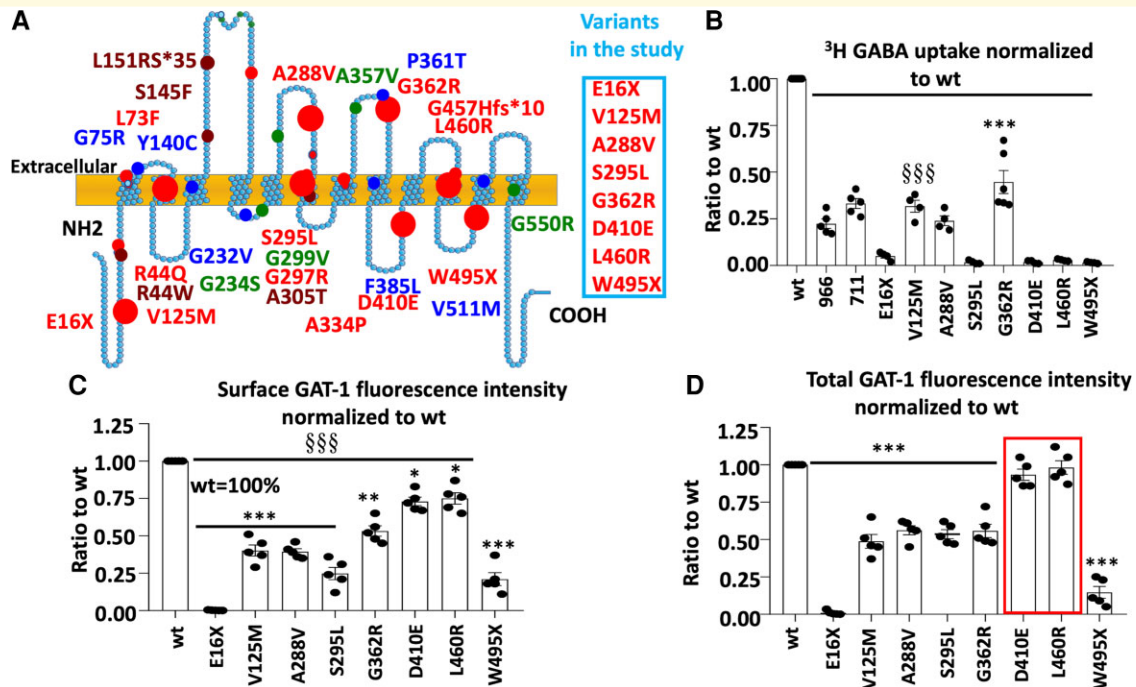 A
L151RS*35
S145F
L73F
G75R
Y140C
Extracellular
NH2
E16X
R44Q
R44W
V125M
G232V
G234S
A288V
S295L
G299V
G297R
A305T
A334P
A357V
P361T
G362R
G457Hfs*10
L460R
F385L
D410E
W495X
V511M
G550R
COOH
Variants
in the study
E16X
V125M
A288V
S295L
G362R
D410E
L460R
W495X
B
³H GABA uptake normalized
to wt
Ratio to wt
1.00
0.75
0.50
0.25
0.00
***
§§§
wt
966
711
E16X
V125M
A288V
S295L
G362R
D410E
L460R
W495X
C
Surface GAT-1 fluorescence intensity
normalized to wt
§§§
Ratio to wt
1.25
1.00
0.75
0.50
0.25
0.00
wt=100%
***
**
*
*
***
wt
E16X
V125M
A288V
S295L
G362R
D410E
L460R
W495X
D
Total GAT-1 fluorescence intensity
normalized to wt
Ratio to wt
1.25
1.00
0.75
0.50
0.25
0.00
***
***
wt
E16X
V125M
A288V
S295L
G362R
D410E
L460R
W495X